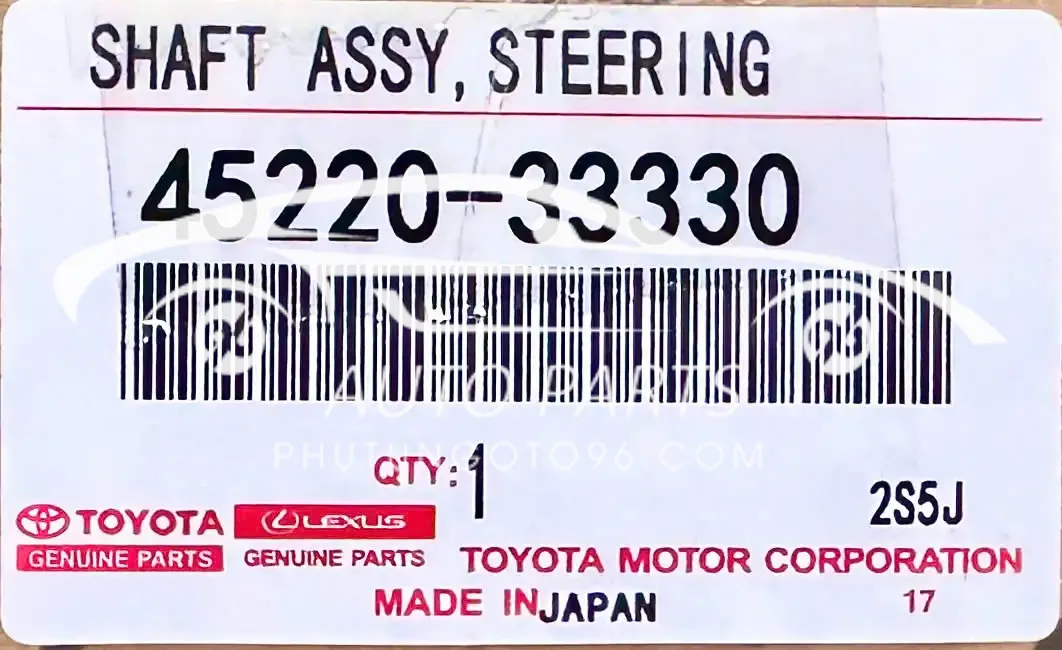 SHAFT ASSY, STEERING
45220-33330
AUTO PARTS
PHUTUNGOTO96.COM
QTY: 1
2S5J
TOYOTA LEXUS
GENUINE PARTS GENUINE PARTS TOYOTA MOTOR CORPORATION
MADE IN JAPAN 17